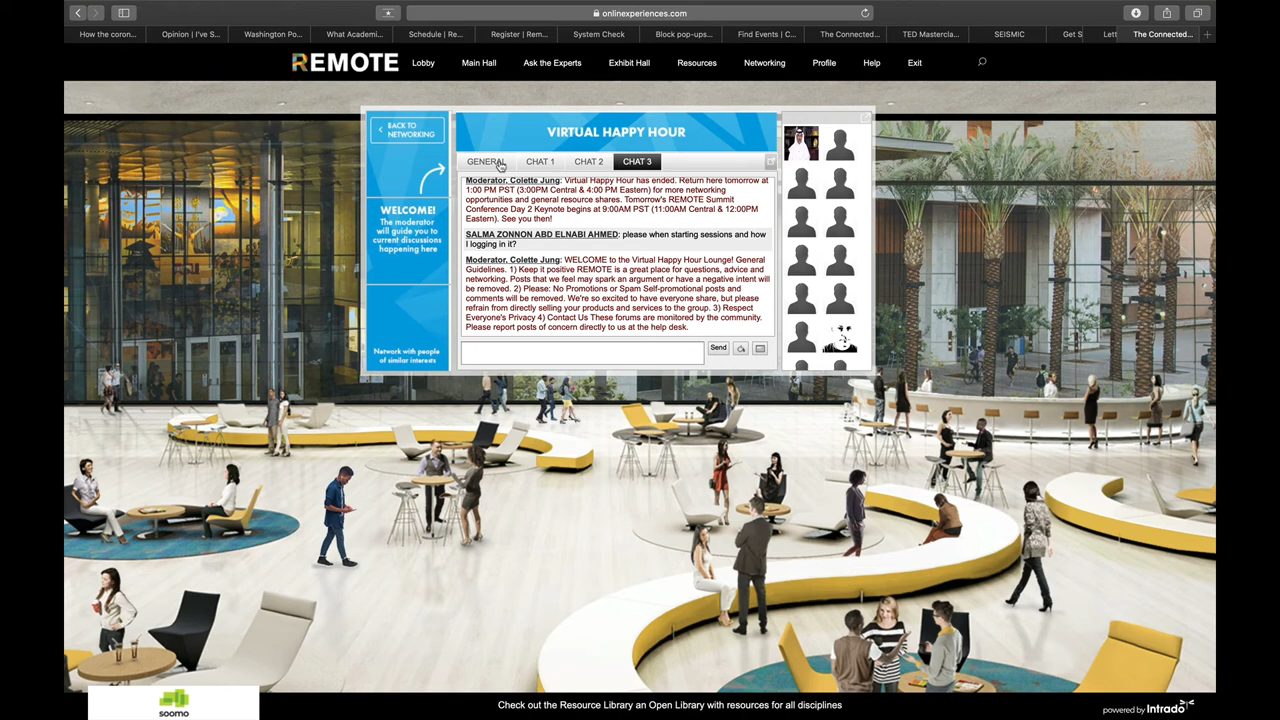 onlinexperiences.com
How the coron...
Opinion | I've S...
Washington Po...
What Academi...
Schedule | Re...
Register | Rem...
System Check
Block pop-ups...
Find Events | C...
The Connected...
TED Mastercla...
SEISMIC
Get S
Lett
The Connected...
REMOTE
Lobby
Main Hall
Ask the Experts
Exhibit Hall
Resources
Networking
Profile
Help
Exit
BACK TO
NETWORKING
WELCOME!
The moderator
will guide you to
current discussions
happening here
Network with people
of similar interests
VIRTUAL HAPPY HOUR
GENERAL
CHAT 1
CHAT 2
CHAT 3
Moderator, Colette Jung: Virtual Happy Hour has ended. Return here tomorrow at
1:00 PM PST (3:00PM Central & 4:00 PM Eastern) for more networking
opportunities and general resource shares. Tomorrow's REMOTE Summit
Conference Day 2 Keynote begins at 9:00AM PST (11:00AM Central & 12:00PM
Eastern). See you then!
SALMA ZONNON ABD ELNABI AHMED: please when starting sessions and how
I logging in it?
Moderator, Colette Jung: WELCOME to the Virtual Happy Hour Lounge! General
Guidelines. 1) Keep it positive REMOTE is a great place for questions, advice and
networking. Posts that we feel may spark an argument or have a negative intent will
be removed. 2) Please: No Promotions or Spam Self-promotional posts and
comments will be removed. We're so excited to have everyone share, but please
refrain from directly selling your products and services to the group. 3) Respect
Everyone's Privacy 4) Contact Us These forums are monitored by the community.
Please report posts of concern directly to us at the help desk.
Send
soomo
Check out the Resource Library an Open Library with resources for all disciplines
powered by Intrado